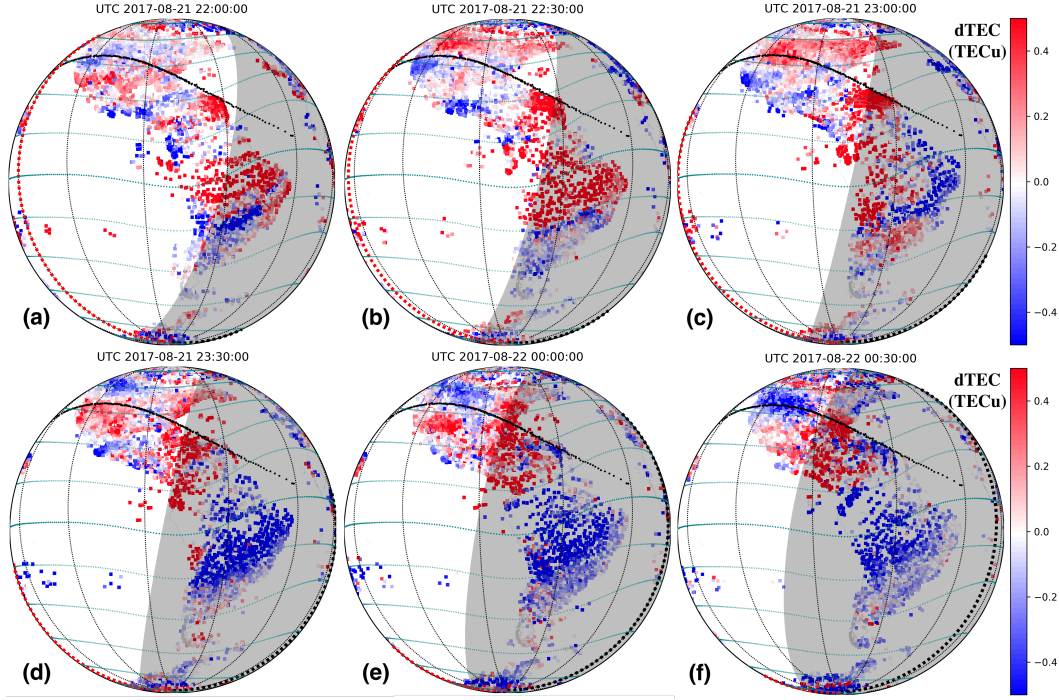 UTC 2017-08-21 22:00:00
UTC 2017-08-21 22:30:00
UTC 2017-08-21 23:00:00
dTEC
(TECu)
0.4
0.2
0.0
−0.2
−0.4
(a)
(b)
(c)
UTC 2017-08-21 23:30:00
UTC 2017-08-22 00:00:00
UTC 2017-08-22 00:30:00
dTEC
(TECu)
0.4
0.2
0.0
−0.2
−0.4
(d)
(e)
(f)